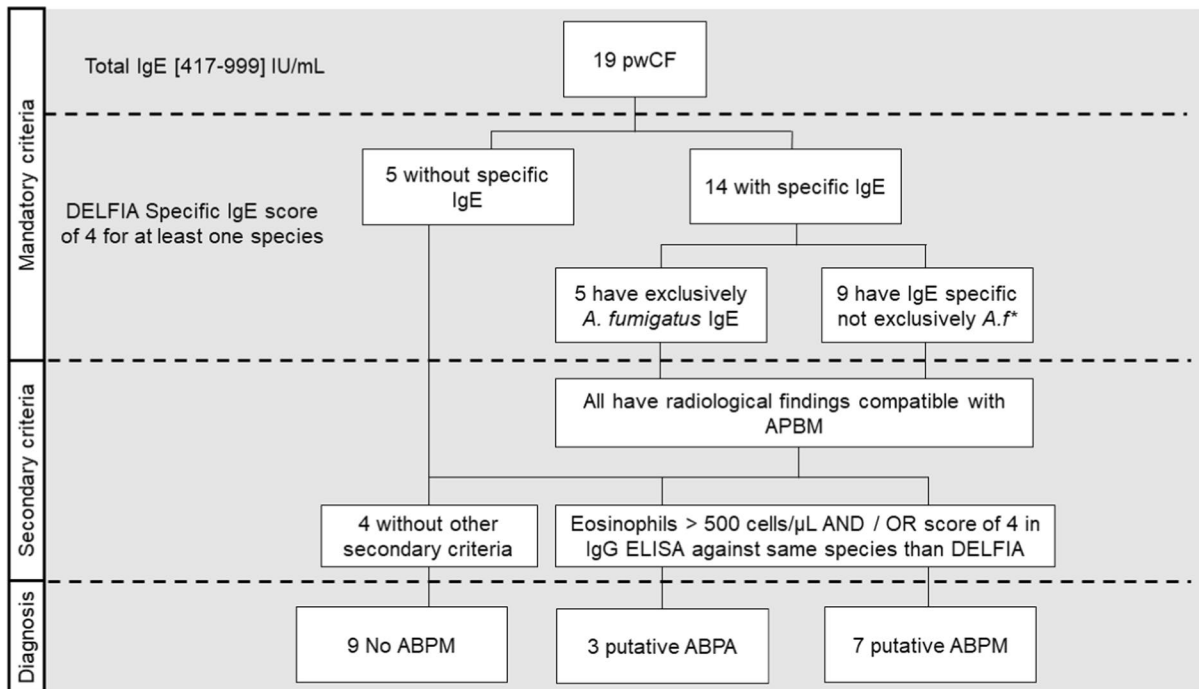 Mandatory criteria
Total IgE [417-999] IU/mL
19 pwCF
DELFIA Specific IgE score
of 4 for at least one species
5 without specific
IgE
14 with specific IgE
5 have exclusively
A. fumigatus IgE
9 have IgE specific
not exclusively A.f*
Secondary criteria
All have radiological findings compatible with
APBM
4 without other
secondary criteria
Eosinophils > 500 cells/µL AND / OR score of 4 in
IgG ELISA against same species than DELFIA
Diagnosis
9 No ABPM
3 putative ABPA
7 putative ABPM